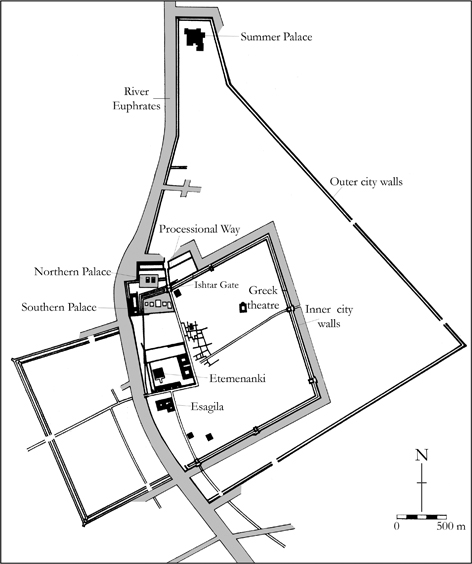 Summer Palace
River
Euphrates
Outer city walls
Processional Way
Northern Palace
Ishtar Gate
Southern Palace
Greek
theatre
Inner city
walls
Etemenanki
Esagila
N
0 500 m